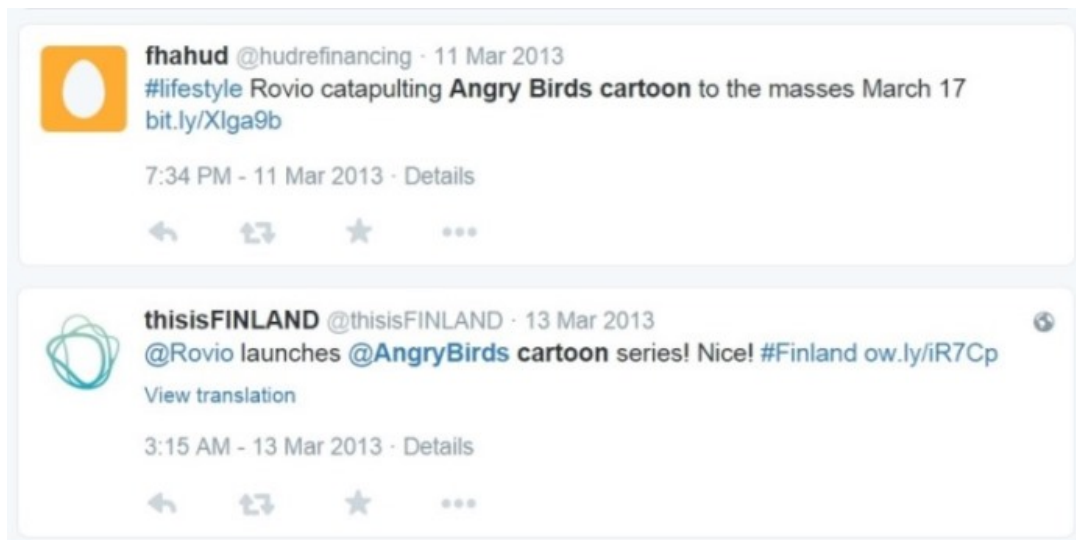 fhahud @hudrefinancing · 11 Mar 2013
#lifestyle Rovio catapulting Angry Birds cartoon to the masses March 17
bit.ly/XIga9b
7:34 PM - 11 Mar 2013 · Details
thisisFINLAND @thisisFINLAND · 13 Mar 2013
@Rovio launches @AngryBirds cartoon series! Nice! #Finland ow.ly/iR7Cp
View translation
3:15 AM - 13 Mar 2013 · Details